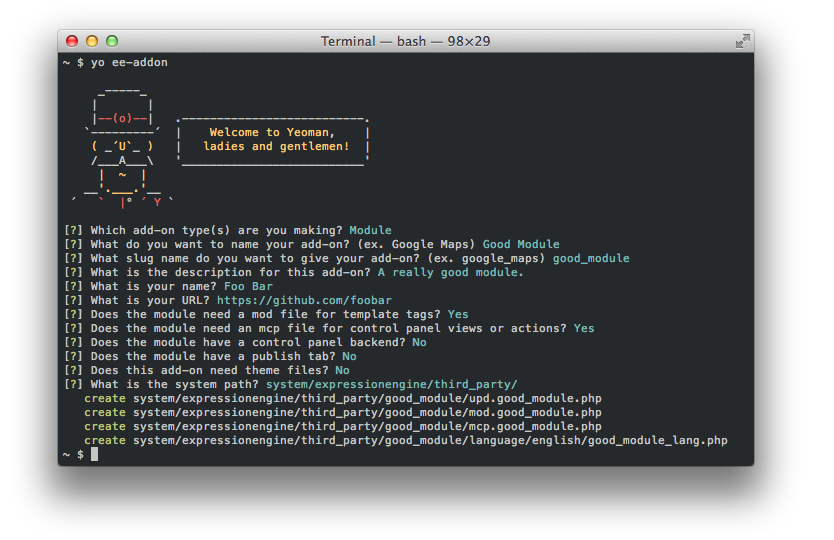 Terminal — bash — 98×29
~ $ yo ee-addon
     _-----_
    |       |
    |--(o)--|   .--------------------------.
   `---------´  |    Welcome to Yeoman,    |
    ( _´U`_ )   |   ladies and gentlemen!  |
    /___A___\   '__________________________'
     |  ~  |
   __'.___.'__
 ´   `  |° ´ Y `
[?] Which add-on type(s) are you making? Module
[?] What do you want to name your add-on? (ex. Google Maps) Good Module
[?] What slug name do you want to give your add-on? (ex. google_maps) good_module
[?] What is the description for this add-on? A really good module.
[?] What is your name? Foo Bar
[?] What is your URL? https://github.com/foobar
[?] Does the module need a mod file for template tags? Yes
[?] Does the module need an mcp file for control panel views or actions? Yes
[?] Does the module have a control panel backend? No
[?] Does the module have a publish tab? No
[?] Does this add-on need theme files? No
[?] What is the system path? system/expressionengine/third_party/
   create system/expressionengine/third_party/good_module/upd.good_module.php
   create system/expressionengine/third_party/good_module/mod.good_module.php
   create system/expressionengine/third_party/good_module/mcp.good_module.php
   create system/expressionengine/third_party/good_module/language/english/good_module_lang.php
~ $